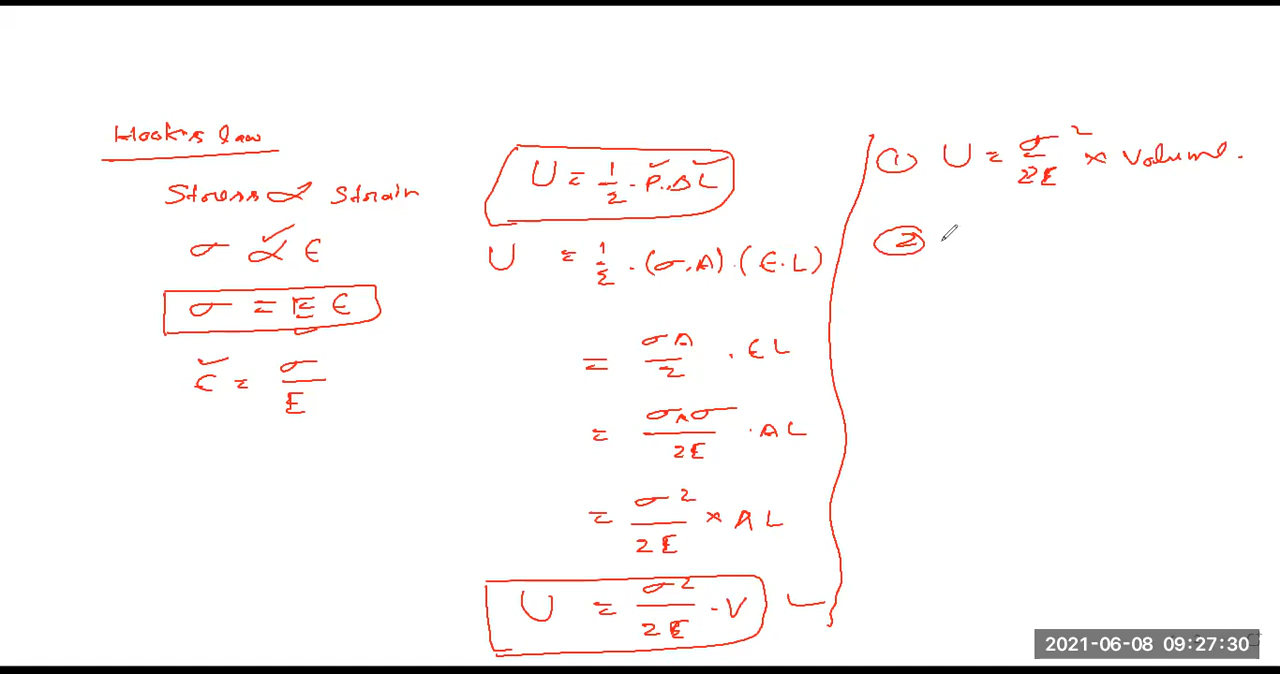 Hook's law
Stress ∝ Strain
σ ∝ ε
σ = E ε
ε = σ/E
U = 1/2 · P.ΔL
U = 1/2 · (σ.A) · (ε.L)
= σA/2 · εL
= σAσ/2E · AL
= σ²/2E × AL
U = σ²/2E · V
① U = σ²/2E × Volume.
②
2021-06-08 09:27:30